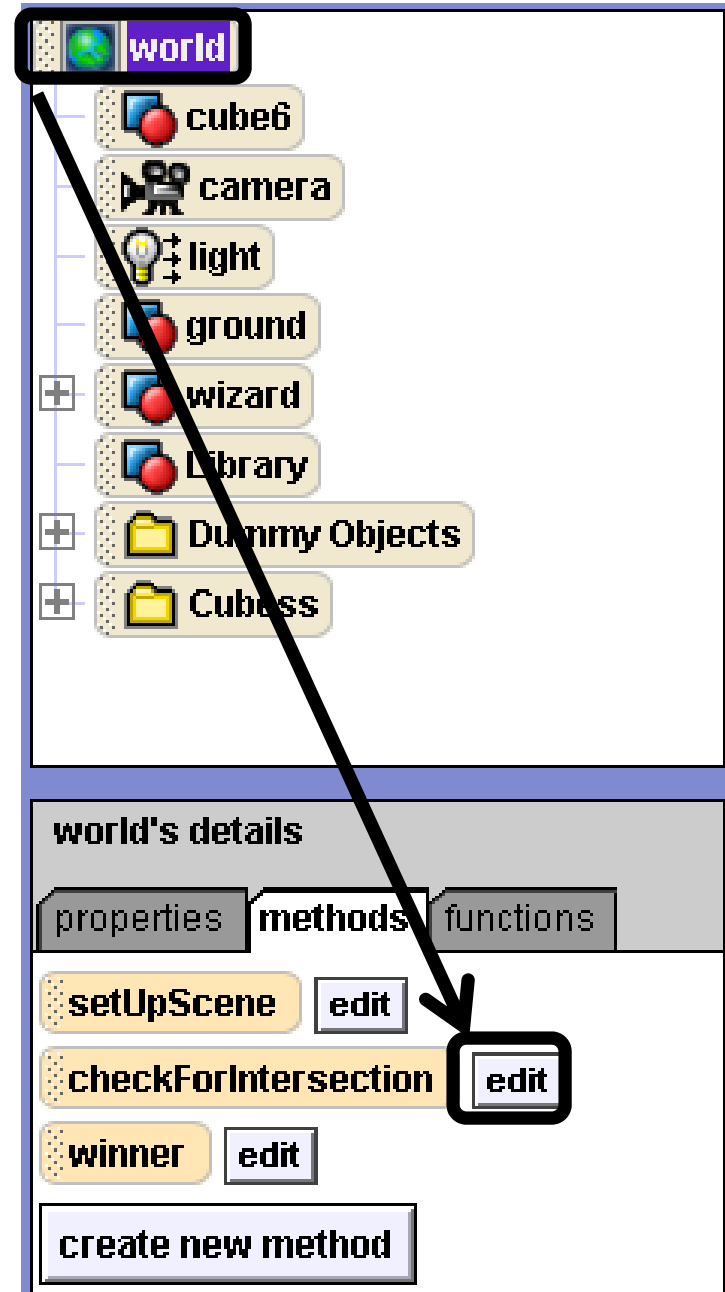 world
cube6
camera
light
ground
wizard
Library
Dummy Objects
Cubess
world's details
properties methods functions
setUpScene edit
checkForIntersection edit
winner edit
create new method